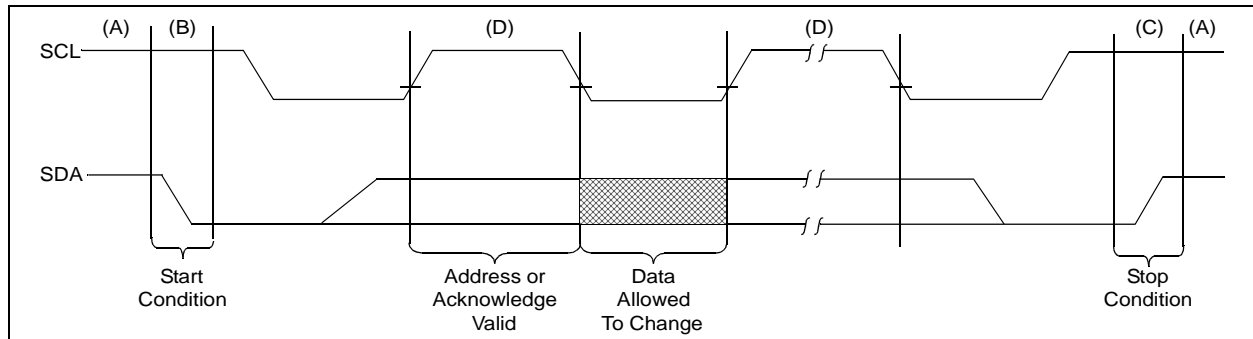 (A) (B) (D) (D) (C) (A)
SCL
SDA
Start
Condition
Address or
Acknowledge
Valid
Data
Allowed
To Change
Stop
Condition